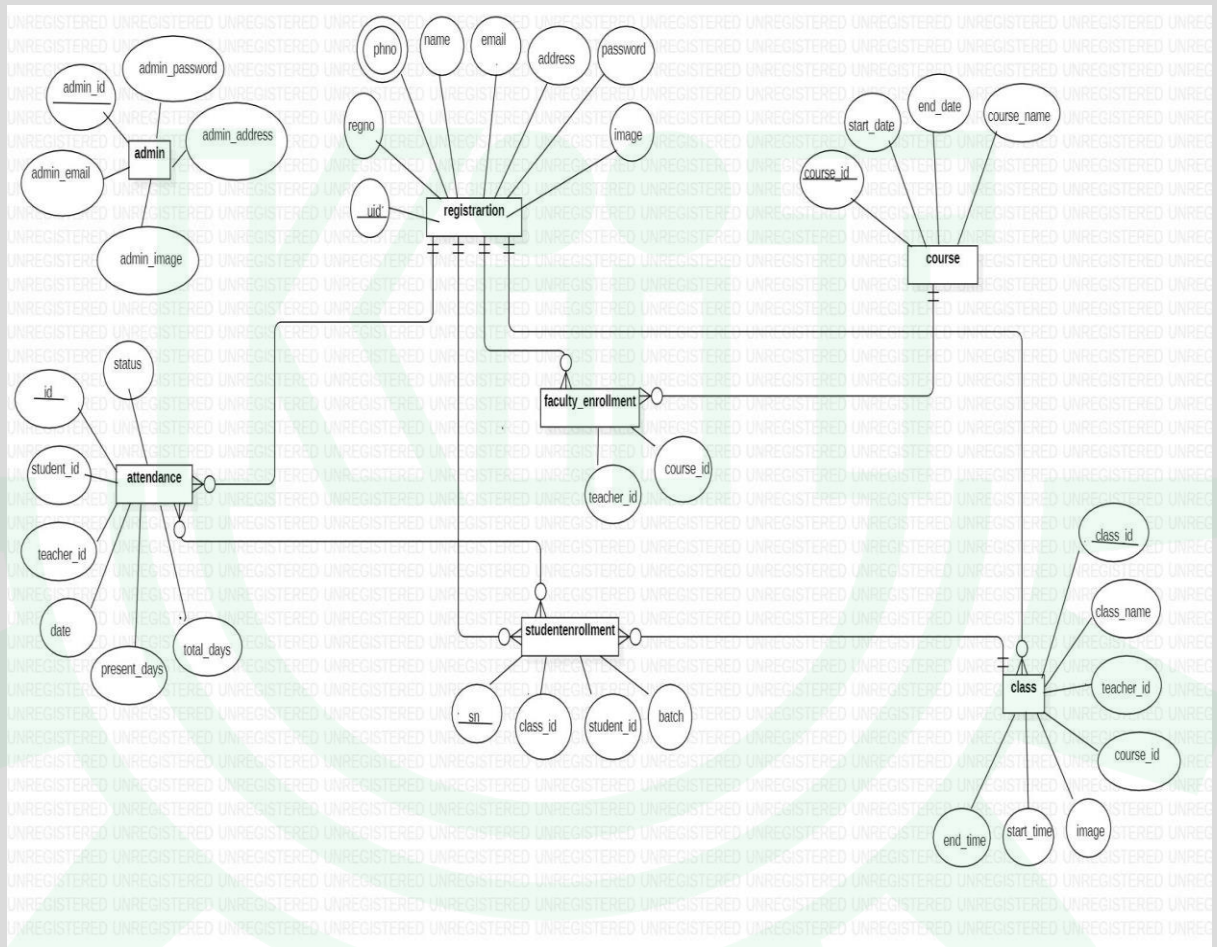 phno
name
email
address
password
admin_password
admin_id
admin_address
admin
admin_email
admin_image
regno
image
uid
registrartion
end_date
start_date
course_name
course_id
course
status
id
student_id
attendance
teacher_id
date
present_days
total_days
faculty_enrollment
teacher_id
course_id
studentenrollment
sn
class_id
student_id
batch
class_id
class_name
class
teacher_id
course_id
end_time
start_time
image
UNREGISTERED